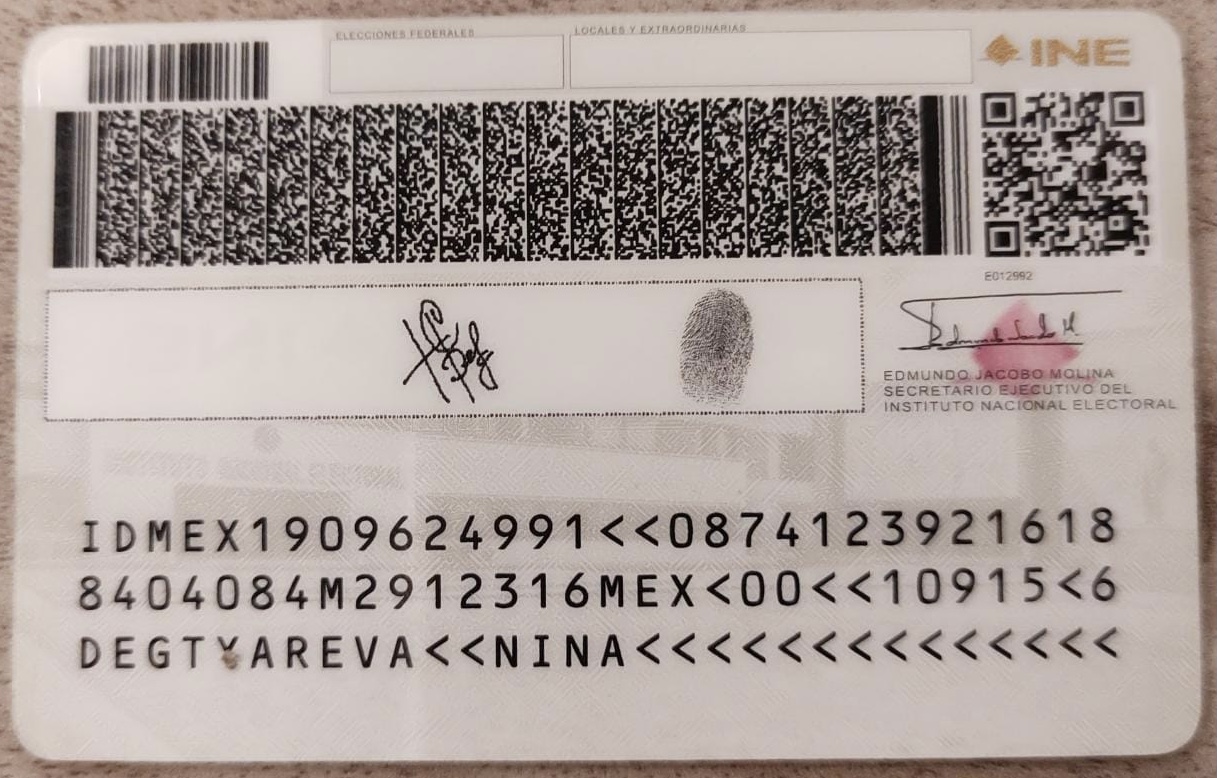 ELECCIONES FEDERALES
LOCALES Y EXTRAORDINARIAS
INE
E012992
EDMUNDO JACOBO MOLINA
SECRETARIO EJECUTIVO DEL
INSTITUTO NACIONAL ELECTORAL
IDMEX1909624991<<0874123921618
8404084M2912316MEX<00<<10915<6
DEGTYAREVA<<NINA<<<<<<<<<<<<<<